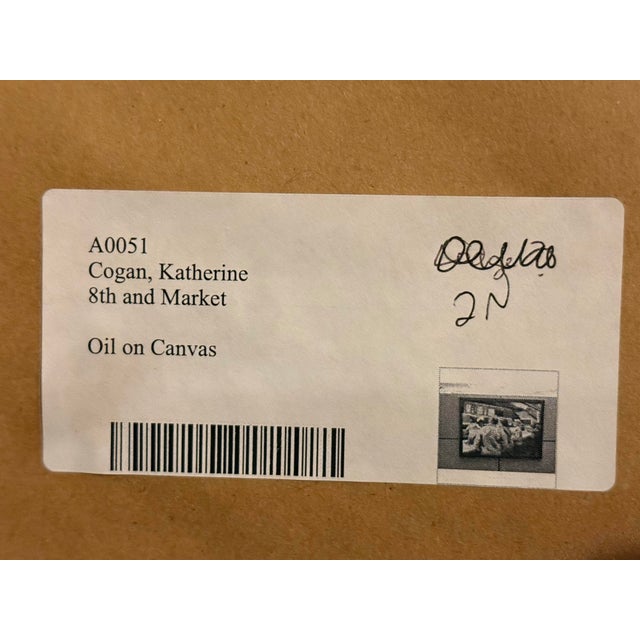 A0051
Cogan, Katherine
8th and Market
Oil on Canvas
2N